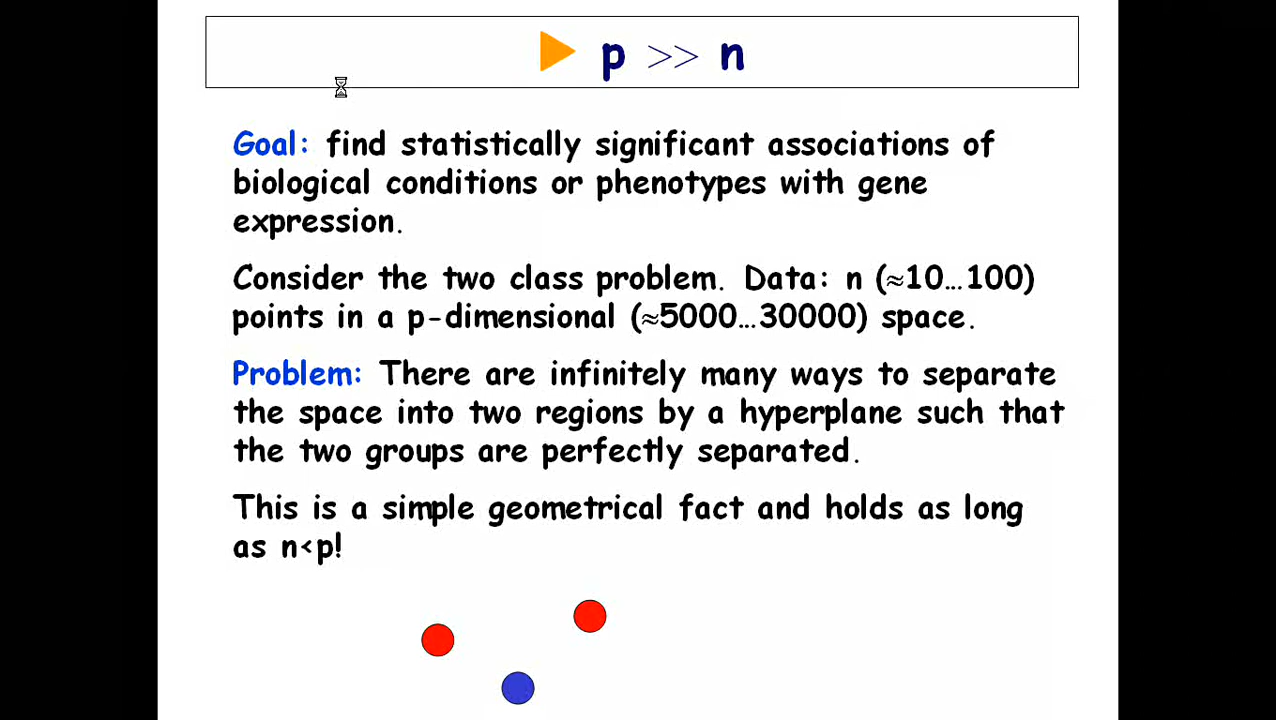 p >> n
Goal: find statistically significant associations of
biological conditions or phenotypes with gene
expression.
Consider the two class problem. Data: n (≈10…100)
points in a p-dimensional (≈5000…30000) space.
Problem: There are infinitely many ways to separate
the space into two regions by a hyperplane such that
the two groups are perfectly separated.
This is a simple geometrical fact and holds as long
as n<p!